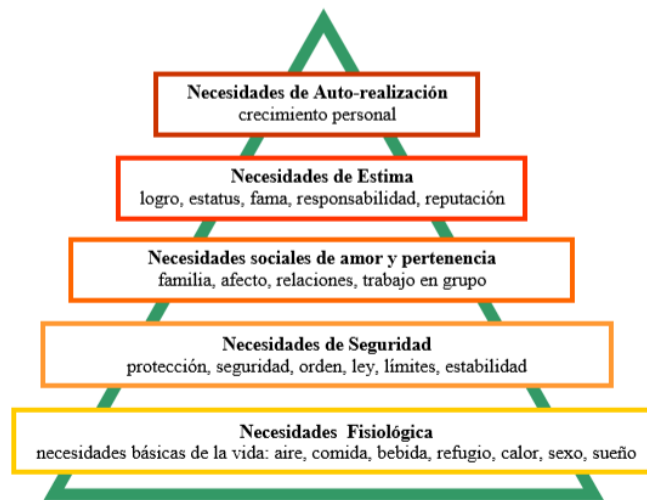 Necesidades de Auto-realización
crecimiento personal
Necesidades de Estima
logro, estatus, fama, responsabilidad, reputación
Necesidades sociales de amor y pertenencia
familia, afecto, relaciones, trabajo en grupo
Necesidades de Seguridad
protección, seguridad, orden, ley, límites, estabilidad
Necesidades Fisiológica
necesidades básicas de la vida: aire, comida, bebida, refugio, calor, sexo, sueño